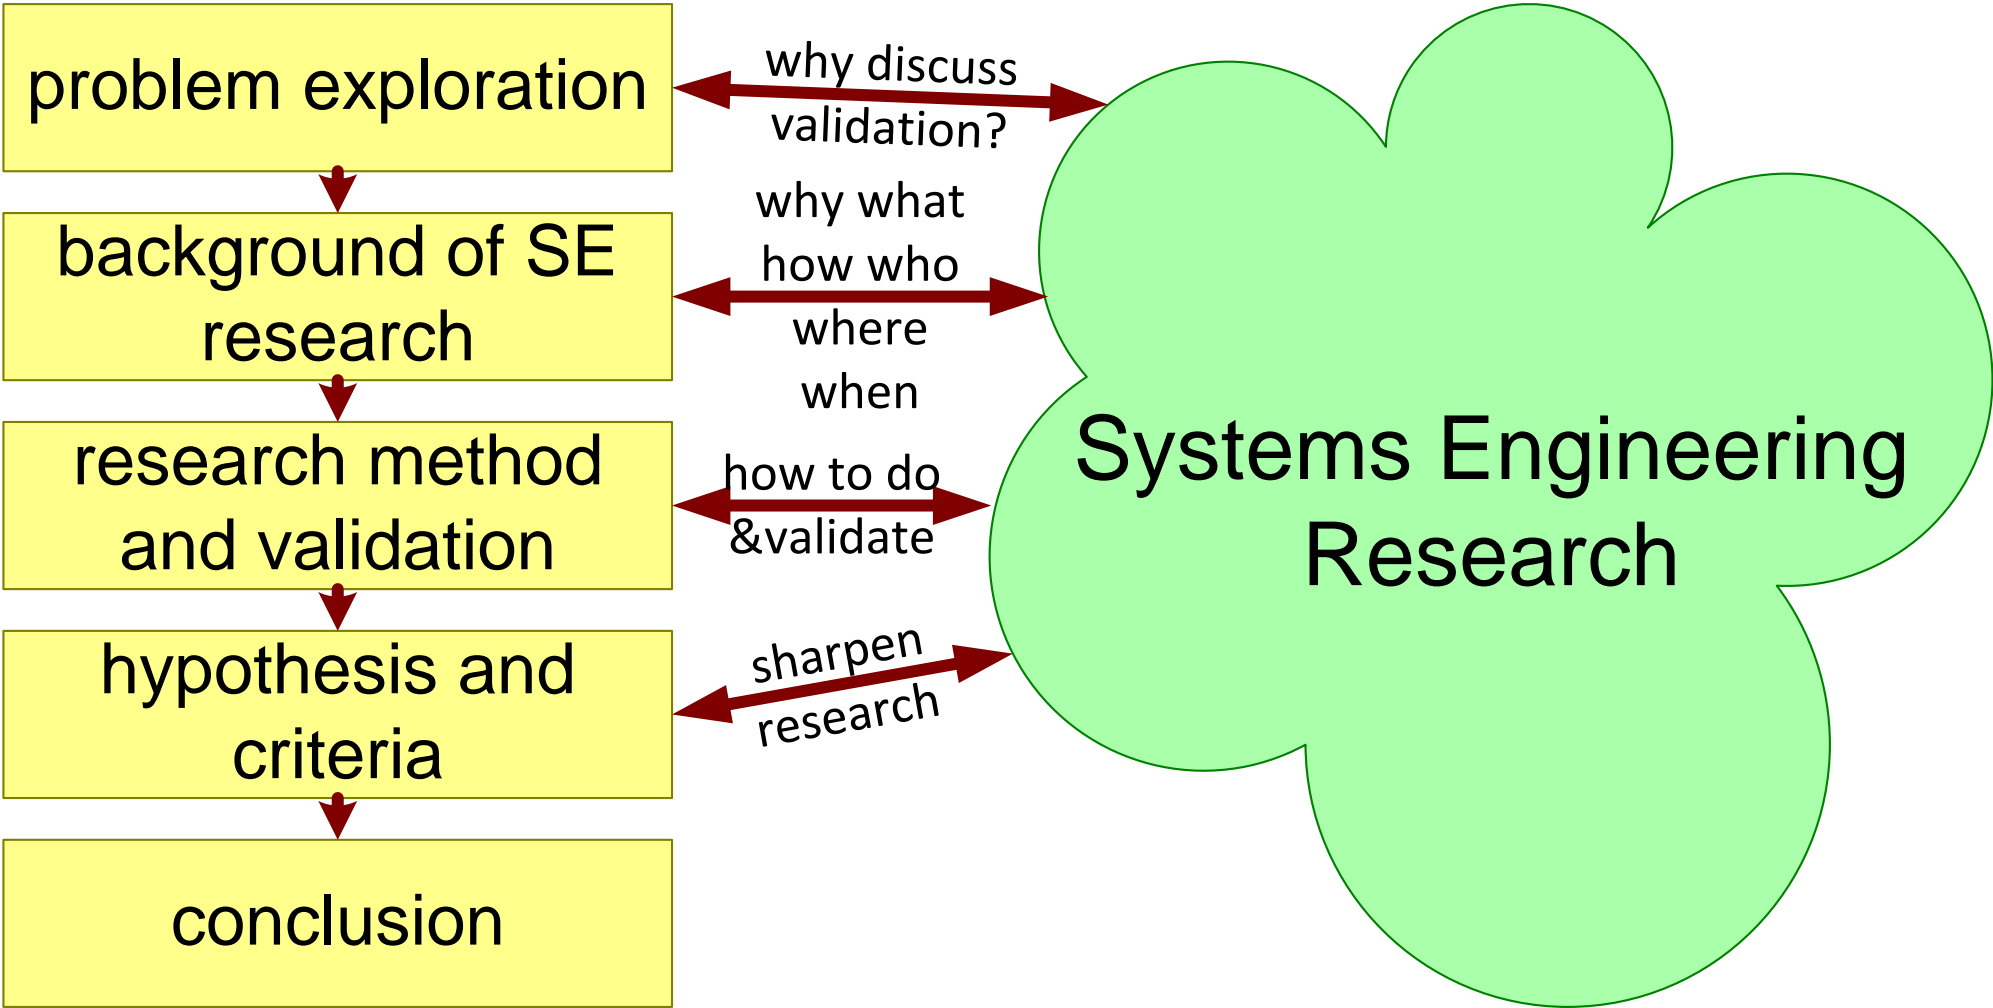 problem exploration
why discuss
validation?
background of SE
research
why what
how who
where
when
research method
and validation
how to do
&validate
hypothesis and
criteria
sharpen
research
conclusion
Systems Engineering
Research